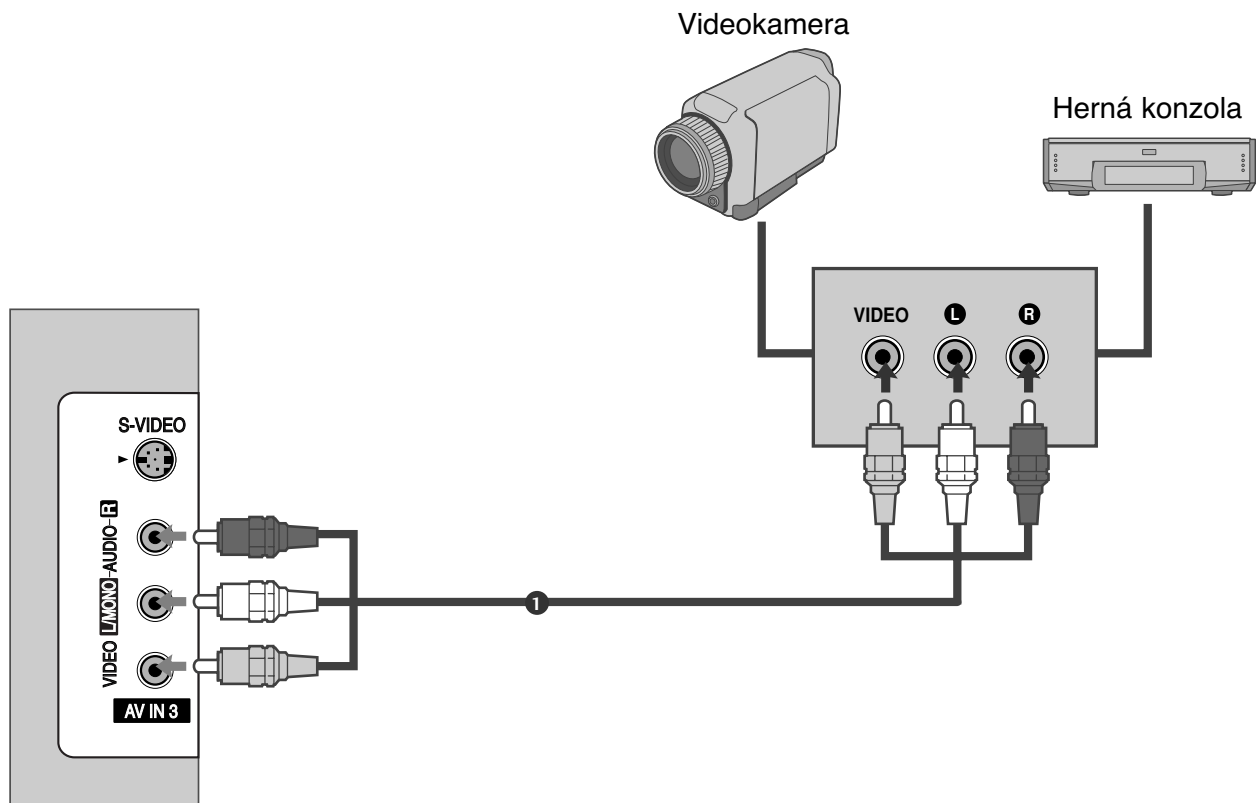 Videokamera
Herná konzola
VIDEO L R
S-VIDEO
VIDEO L/MONO-AUDIO-R
1
AV IN 3